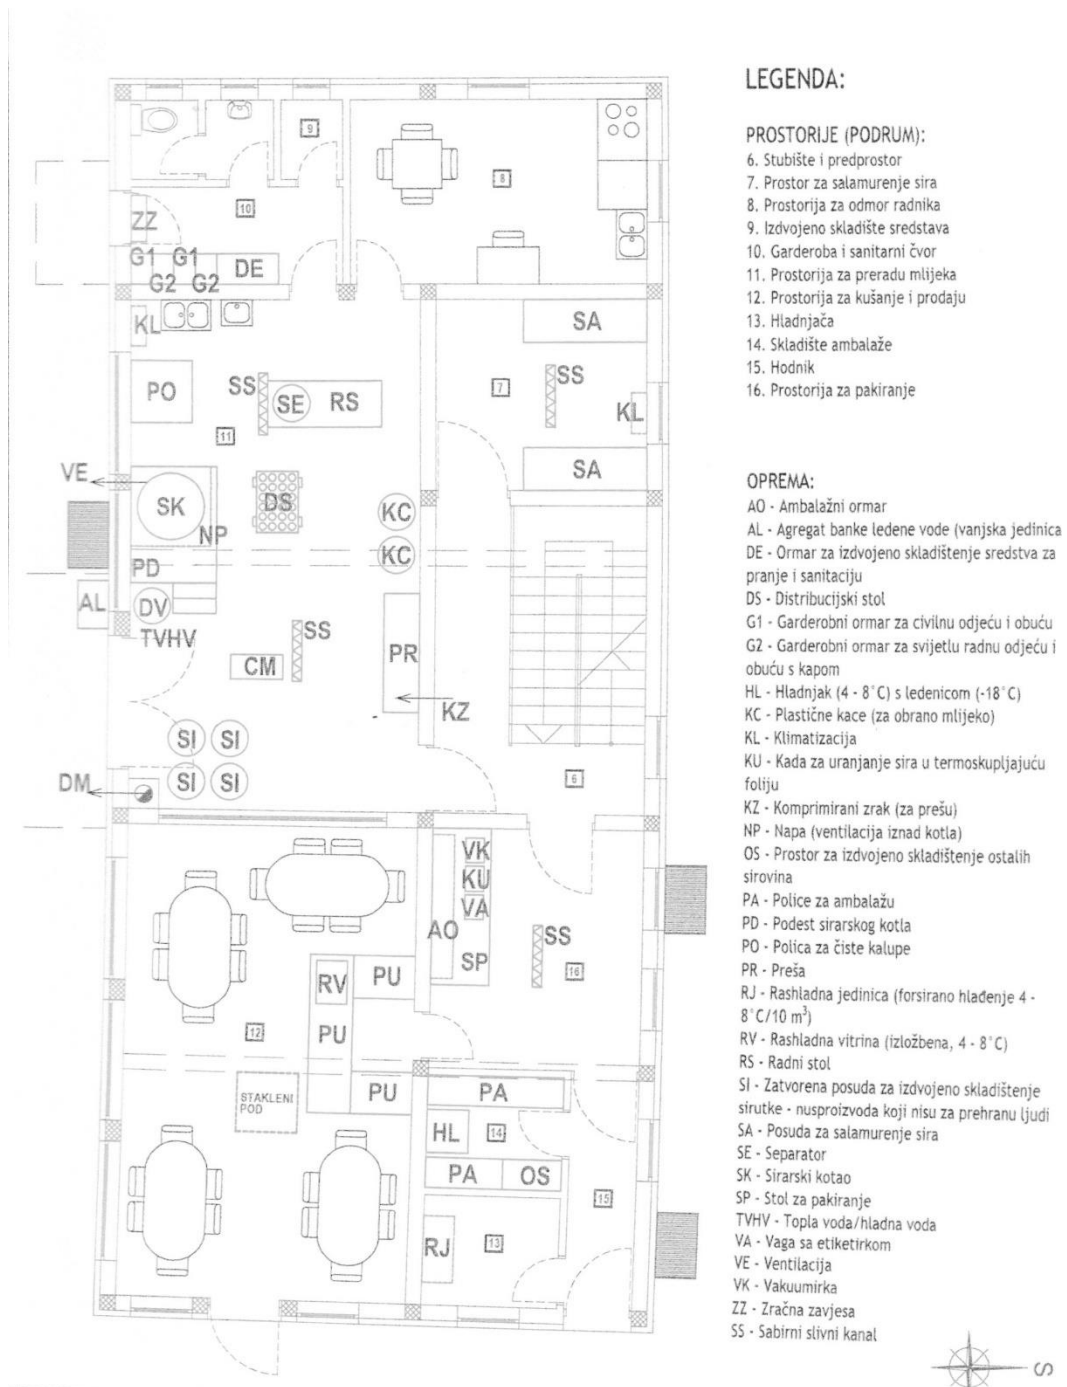 LEGENDA:
PROSTORIJE (PODRUM):
6. Stubište i predprostor
7. Prostor za salamurenje sira
8. Prostorija za odmor radnika
9. Izdvojeno skladište sredstava
10. Garderoba i sanitarni čvor
11. Prostorija za preradu mlijeka
12. Prostorija za kušanje i prodaju
13. Hladnjača
14. Skladište ambalaže
15. Hodnik
16. Prostorija za pakiranje
OPREMA:
AO - Ambalažni ormar
AL - Agregat banke ledene vode (vanjska jedinica
DE - Ormar za izdvojeno skladištenje sredstva za
pranje i sanitaciju
DS - Distribucijski stol
G1 - Garderobni ormar za civilnu odjeću i obuću
G2 - Garderobni ormar za svijetlu radnu odjeću i
obuću s kapom
HL - Hladnjak (4 - 8°C) s ledenicom (-18°C)
KC - Plastične kace (za obrano mlijeko)
KL - Klimatizacija
KU - Kada za uranjanje sira u termoskupljajuću
foliju
KZ - Komprimirani zrak (za prešu)
NP - Napa (ventilacija iznad kotla)
OS - Prostor za izdvojeno skladištenje ostalih
sirovina
PA - Police za ambalažu
PD - Podest sirarskog kotla
PO - Polica za čiste kalupe
PR - Preša
RJ - Rashladna jedinica (forsirano hlađenje 4 -
8°C/10 m³)
RV - Rashladna vitrina (izložbena, 4 - 8°C)
RS - Radni stol
SI - Zatvorena posuda za izdvojeno skladištenje
sirutke - nusproizvoda koji nisu za prehranu ljudi
SA - Posuda za salamurenje sira
SE - Separator
SK - Sirarski kotao
SP - Stol za pakiranje
TVHV - Topla voda/hladna voda
VA - Vaga sa etiketirkom
VE - Ventilacija
VK - Vakuumirka
ZZ - Zračna zavjesa
SS - Sabirni slivni kanal
S
9
8
10
ZZ
G1 G1
G2 G2
DE
KL
SA
PO
SS
SE
RS
7
SS
KL
11
SA
VE
SK
NP
DS
KC
KC
PD
AL
DV
TVHV
SS
CM
PR
KZ
SI SI
SI SI
DM
6
VK
KU
VA
AO
SP
SS
16
RV
PU
PU
12
PU
STAKLENI
POD
PA
HL
14
PA
OS
15
RJ
13